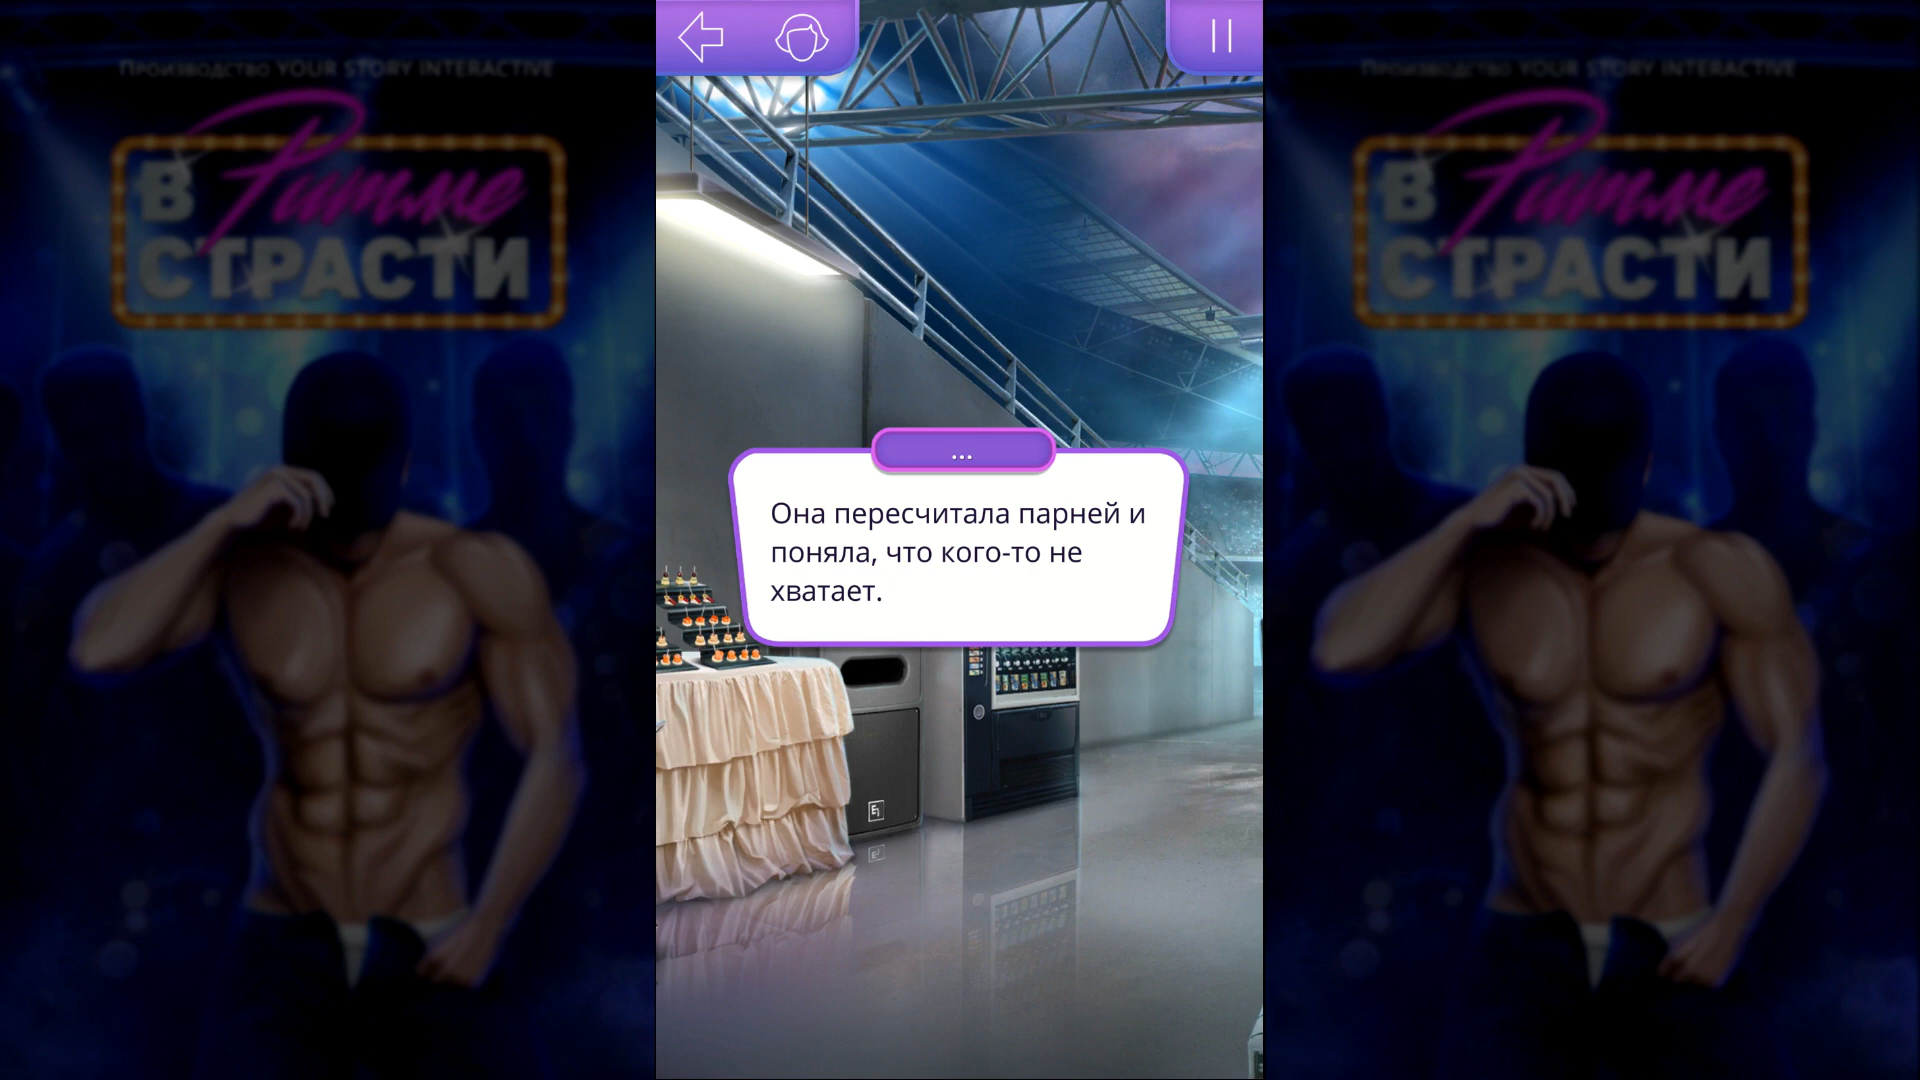 Производство YOUR STORY INTERACTIVE
В Ритме
СТРАСТИ
...
Она пересчитала парней и
поняла, что кого-то не
хватает.
Производство YOUR STORY INTERACTIVE
В Ритме
СТРАСТИ